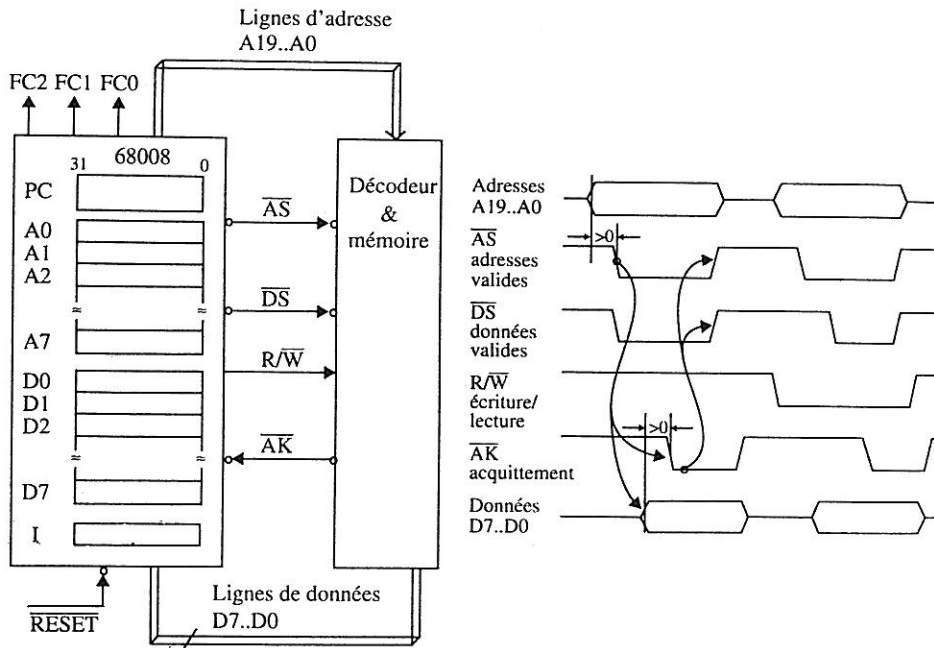 Lignes d'adresse
A19..A0
FC2 FC1 FC0
68008
31 0
PC
A0
A1
A2
A7
D0
D1
D2
D7
I
RESET
AS
DS
R/W
AK
Décodeur
&
mémoire
Lignes de données
D7..D0
Adresses
A19..A0
>0
AS
adresses
valides
DS
données
valides
R/W
écriture/
lecture
>0
AK
acquittement
Données
D7..D0